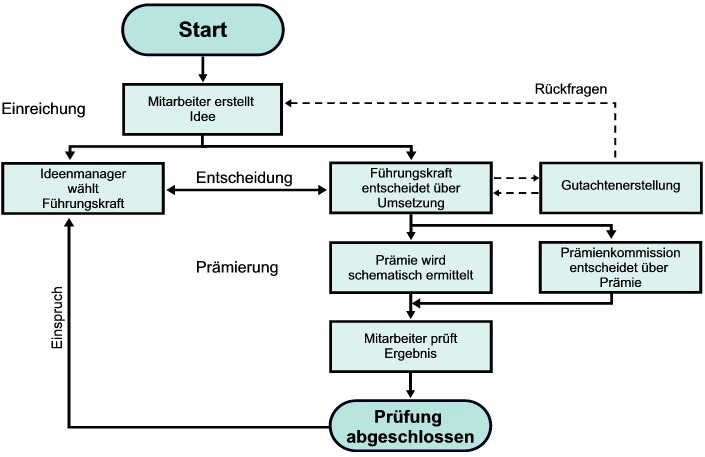 Start
Rückfragen
Einreichung
Mitarbeiter erstellt
Idee
Ideenmanager
wählt
Führungskraft
Entscheidung
Führungskraft
entscheidet über
Umsetzung
Gutachtenerstellung
Prämierung
Prämie wird
schematisch ermittelt
Prämienkommission
entscheidet über
Prämie
Einspruch
Mitarbeiter prüft
Ergebnis
Prüfung
abgeschlossen